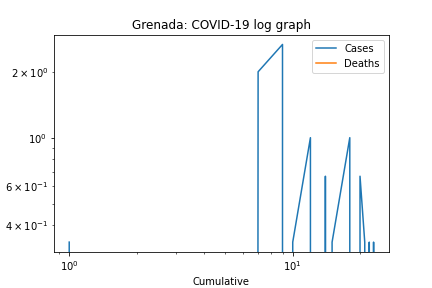 Grenada: COVID-19 log graph
Cases
Deaths
2 × 10⁰
10⁰
6 × 10⁻¹
4 × 10⁻¹
10⁰ 10¹
Cumulative